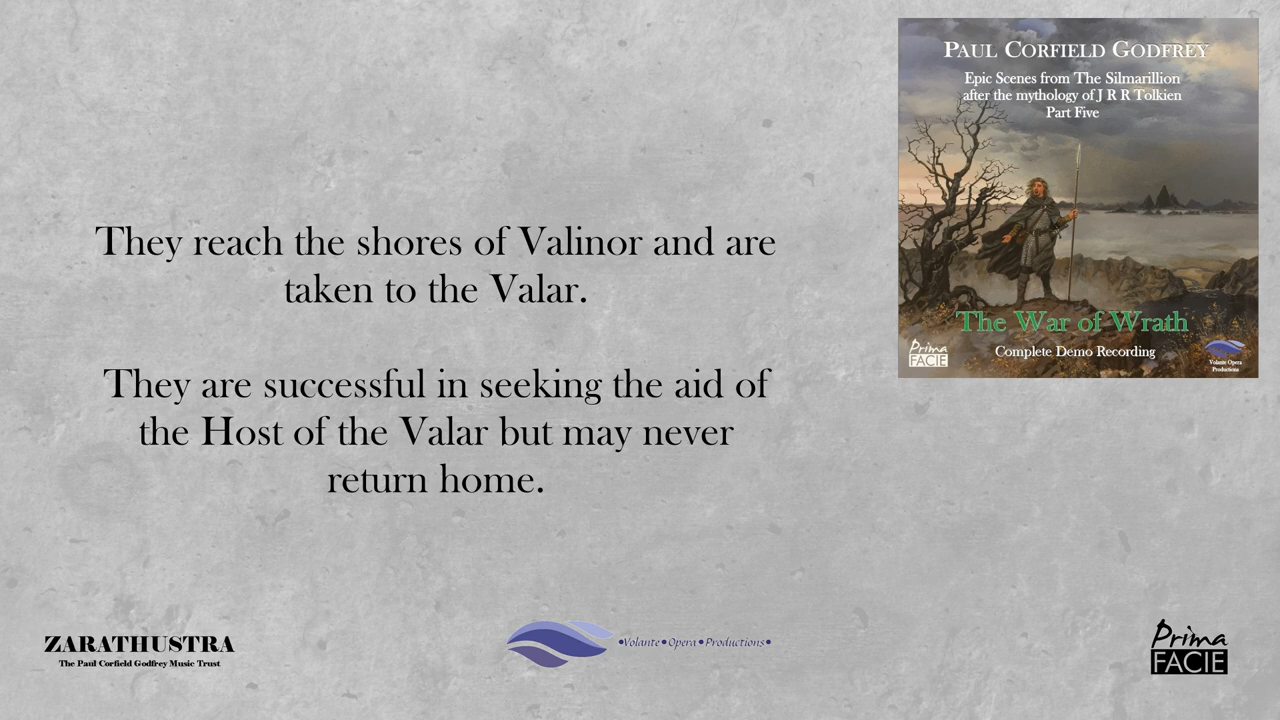 They reach the shores of Valinor and are
taken to the Valar.
They are successful in seeking the aid of
the Host of the Valar but may never
return home.
PAUL CORFIELD GODFREY
Epic Scenes from The Silmarillion
after the mythology of J R R Tolkien
Part Five
The War of Wrath
Complete Demo Recording
Prima
FACIE
Volante Opera
Productions
ZARATHUSTRA
The Paul Corfield Godfrey Music Trust
•Volante•Opera•Productions•
Prima
FACIE